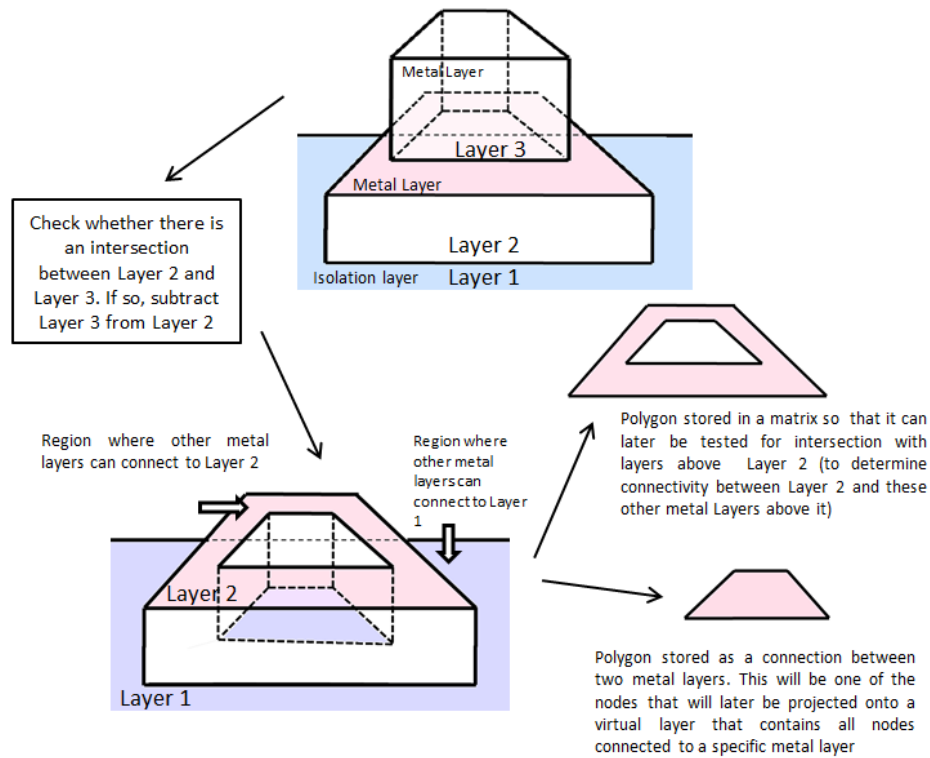 Metal Layer
Layer 3
Metal Layer
Layer 2
Isolation layer
Layer 1
Check whether there is
an intersection
between Layer 2 and
Layer 3. If so, subtract
Layer 3 from Layer 2
Region where other metal
layers can connect to Layer 2
Region where
other metal
layers can
connect to Layer
1
Layer 2
Layer 1
Polygon stored in a matrix so that it can
later be tested for intersection with
layers above Layer 2 (to determine
connectivity between Layer 2 and these
other metal Layers above it)
Polygon stored as a connection between
two metal layers. This will be one of the
nodes that will later be projected onto a
virtual layer that contains all nodes
connected to a specific metal layer